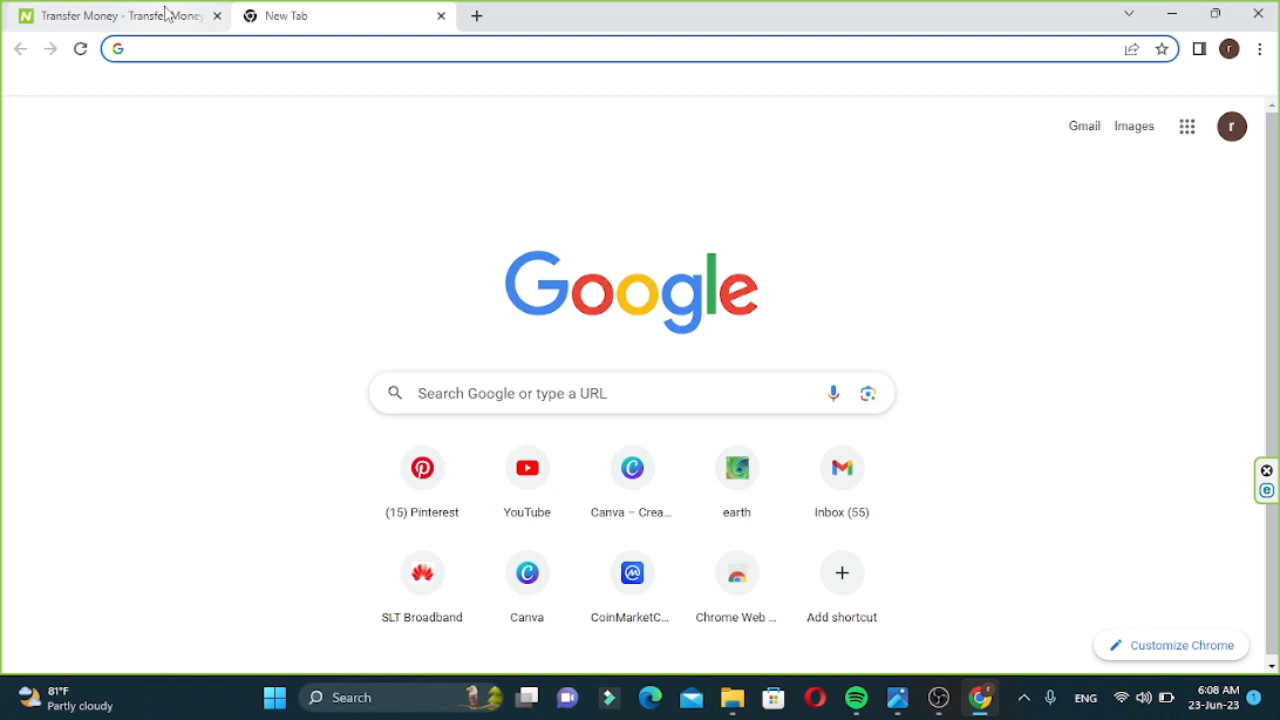 Transfer Money - Transfer Money
New Tab
Gmail Images
r
Google
Search Google or type a URL
(15) Pinterest
YouTube
Canva – Crea...
earth
Inbox (55)
SLT Broadband
Canva
CoinMarketC...
Chrome Web ...
Add shortcut
Customize Chrome
81°F
Partly cloudy
Search
ENG
6:08 AM
23-Jun-23
1